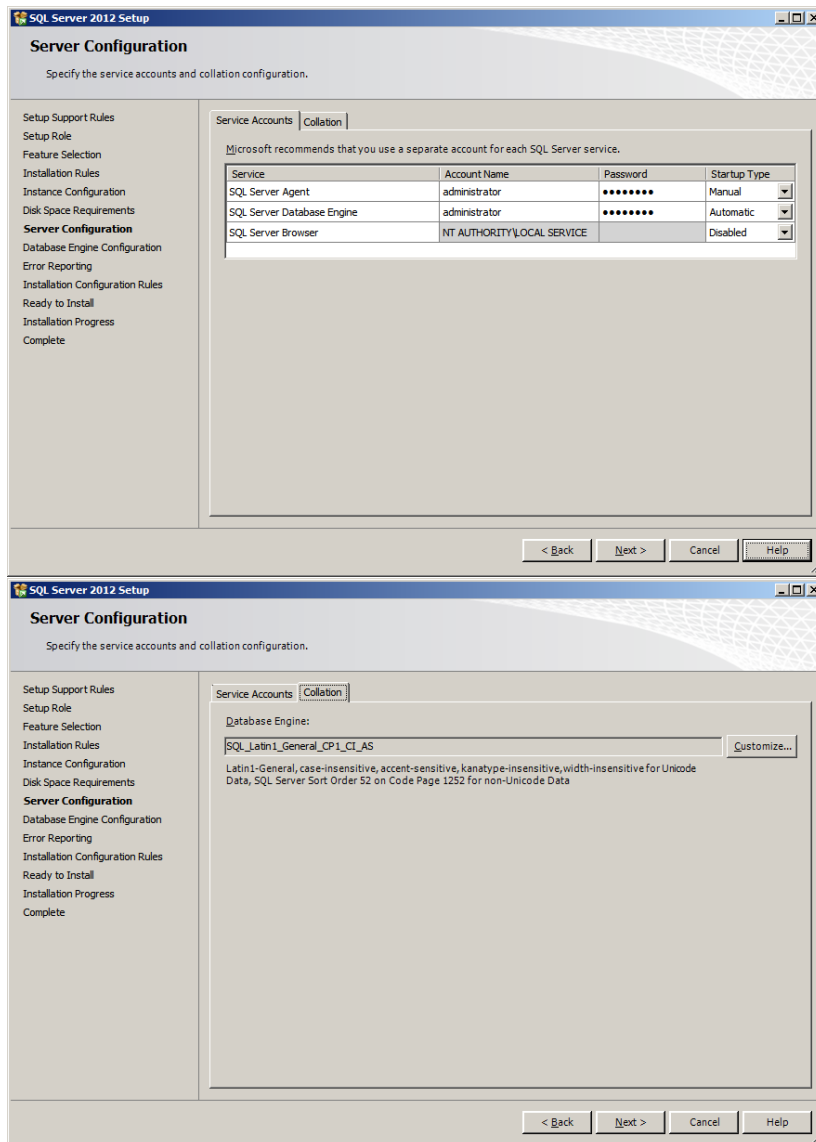 SQL Server 2012 Setup
Server Configuration
Specify the service accounts and collation configuration.
Setup Support Rules
Setup Role
Feature Selection
Installation Rules
Instance Configuration
Disk Space Requirements
Server Configuration
Database Engine Configuration
Error Reporting
Installation Configuration Rules
Ready to Install
Installation Progress
Complete
Service Accounts Collation
Microsoft recommends that you use a separate account for each SQL Server service.
Service Account Name Password Startup Type
SQL Server Agent administrator ●●●●●●●● Manual
SQL Server Database Engine administrator ●●●●●●●● Automatic
SQL Server Browser NT AUTHORITY\LOCAL SERVICE Disabled
< Back Next > Cancel Help
SQL Server 2012 Setup
Server Configuration
Specify the service accounts and collation configuration.
Setup Support Rules
Setup Role
Feature Selection
Installation Rules
Instance Configuration
Disk Space Requirements
Server Configuration
Database Engine Configuration
Error Reporting
Installation Configuration Rules
Ready to Install
Installation Progress
Complete
Service Accounts Collation
Database Engine:
SQL_Latin1_General_CP1_CI_AS Customize...
Latin1-General, case-insensitive, accent-sensitive, kanatype-insensitive, width-insensitive for Unicode
Data, SQL Server Sort Order 52 on Code Page 1252 for non-Unicode Data
< Back Next > Cancel Help